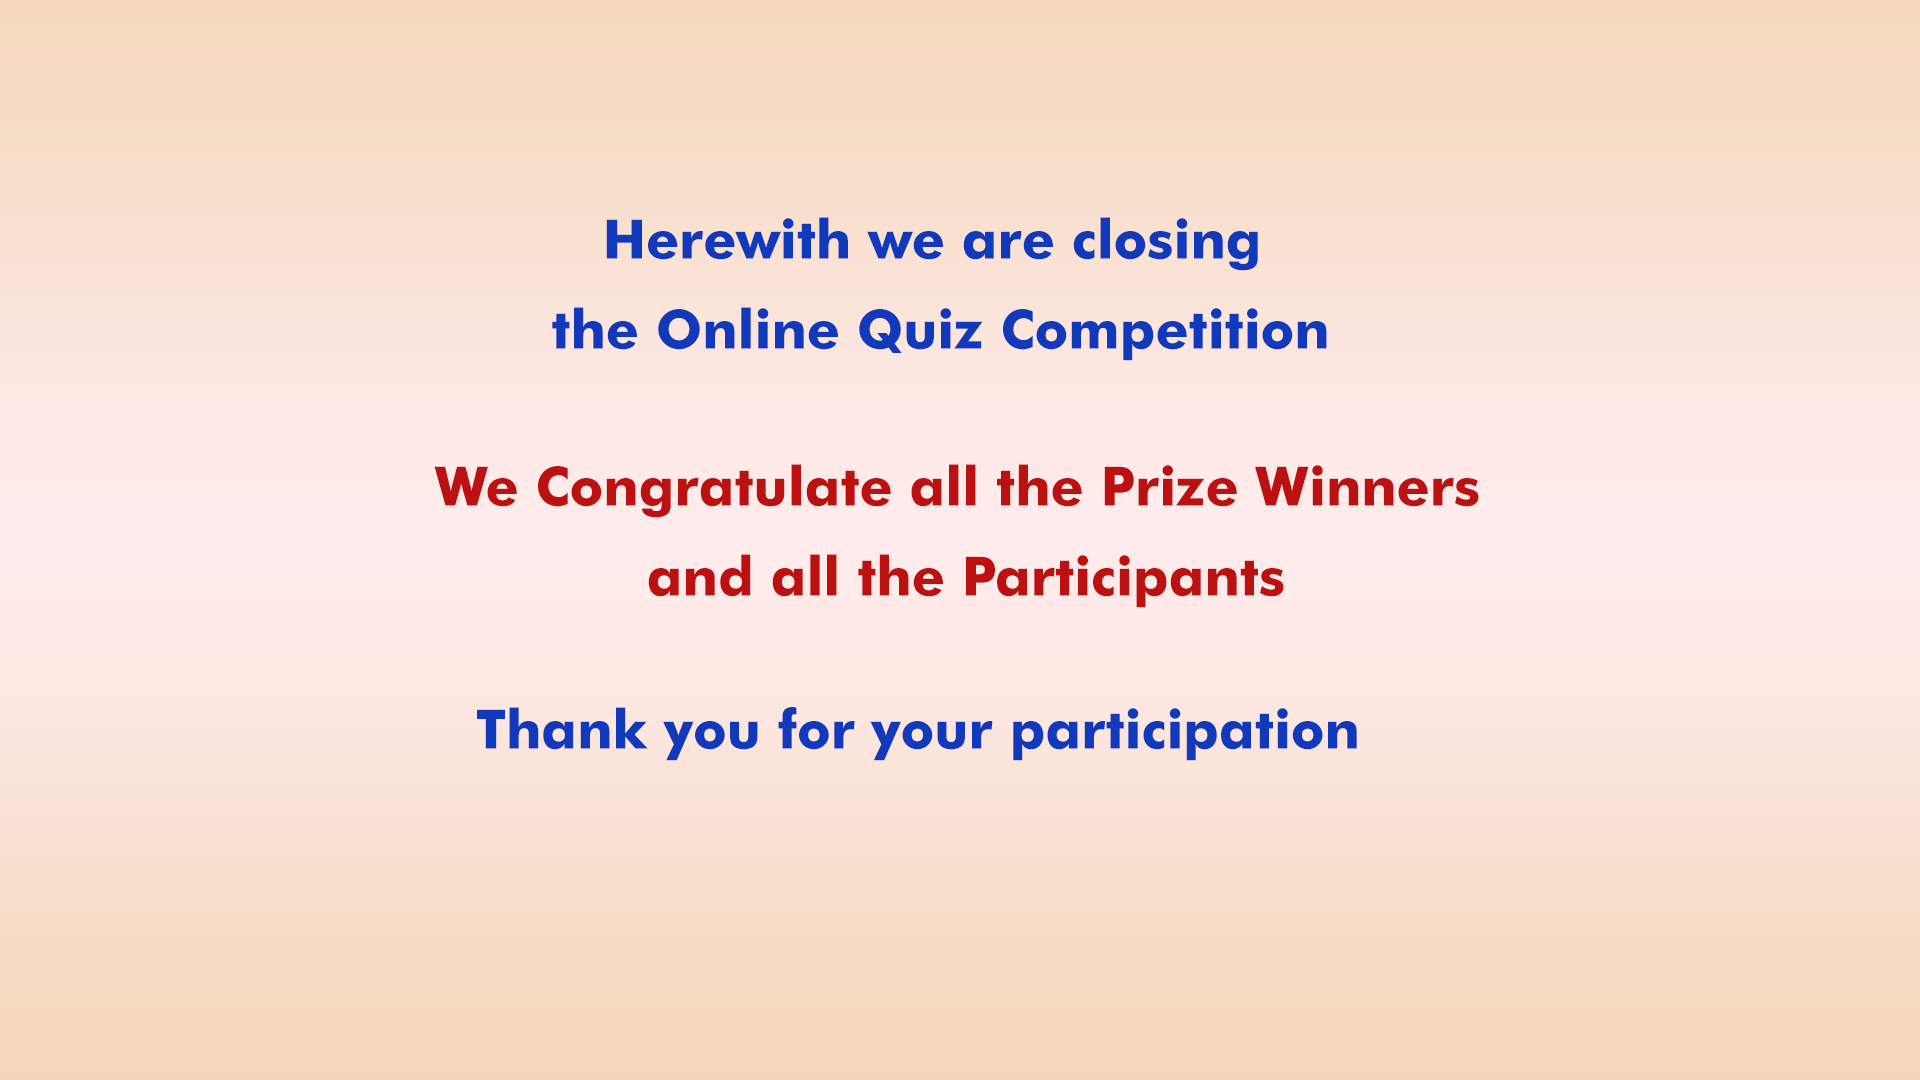 Herewith we are closing
the Online Quiz Competition
We Congratulate all the Prize Winners
and all the Participants
Thank you for your participation